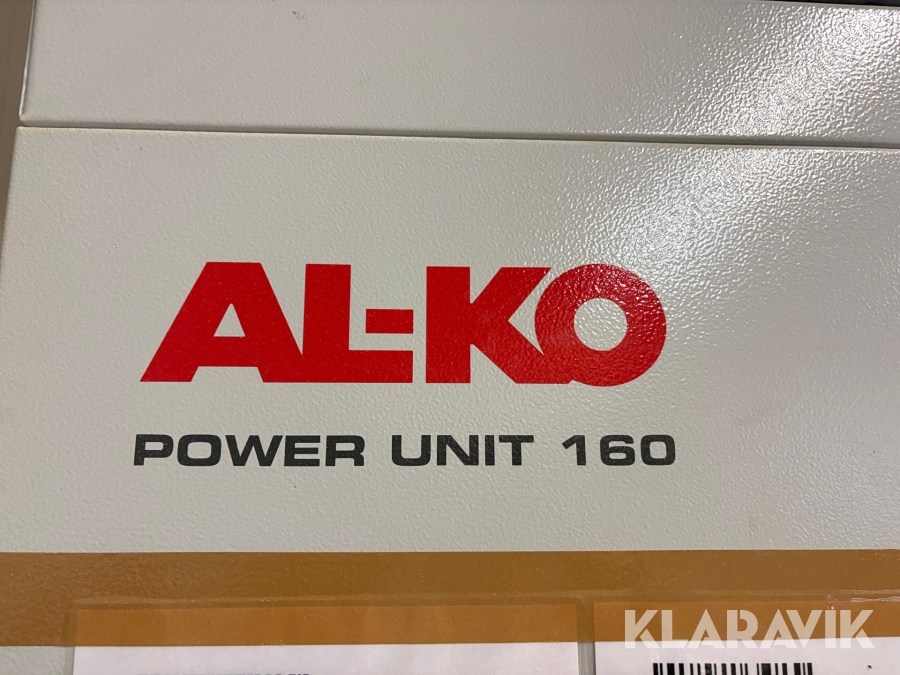 AL-KO
POWER UNIT 160
KLARAVIK